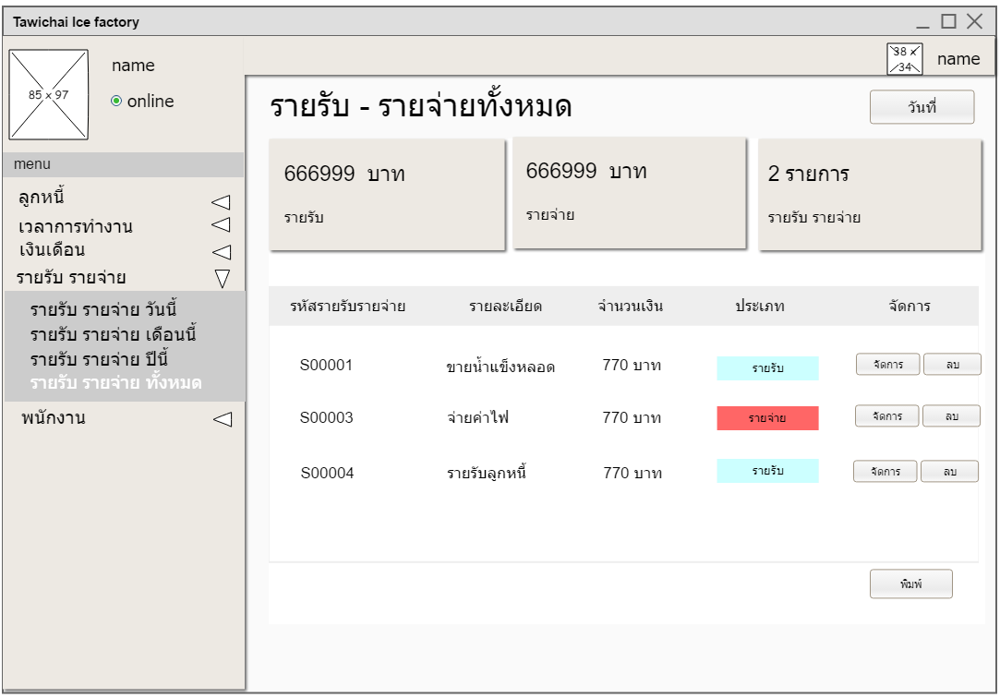 Tawichai Ice factory
38 x 34
name
85 x 97
name
online
menu
ลูกหนี้
เวลาการทำงาน
เงินเดือน
รายรับ รายจ่าย
รายรับ รายจ่าย วันนี้
รายรับ รายจ่าย เดือนนี้
รายรับ รายจ่าย ปีนี้
รายรับ รายจ่าย ทั้งหมด
พนักงาน
รายรับ - รายจ่ายทั้งหมด
วันที่
666999 บาท
รายรับ
666999 บาท
รายจ่าย
2 รายการ
รายรับ รายจ่าย
รหัสรายรับรายจ่าย รายละเอียด จำนวนเงิน ประเภท จัดการ
S00001 ขายน้ำแข็งหลอด 770 บาท รายรับ จัดการ ลบ
S00003 จ่ายค่าไฟ 770 บาท รายจ่าย จัดการ ลบ
S00004 รายรับลูกหนี้ 770 บาท รายรับ จัดการ ลบ
พิมพ์